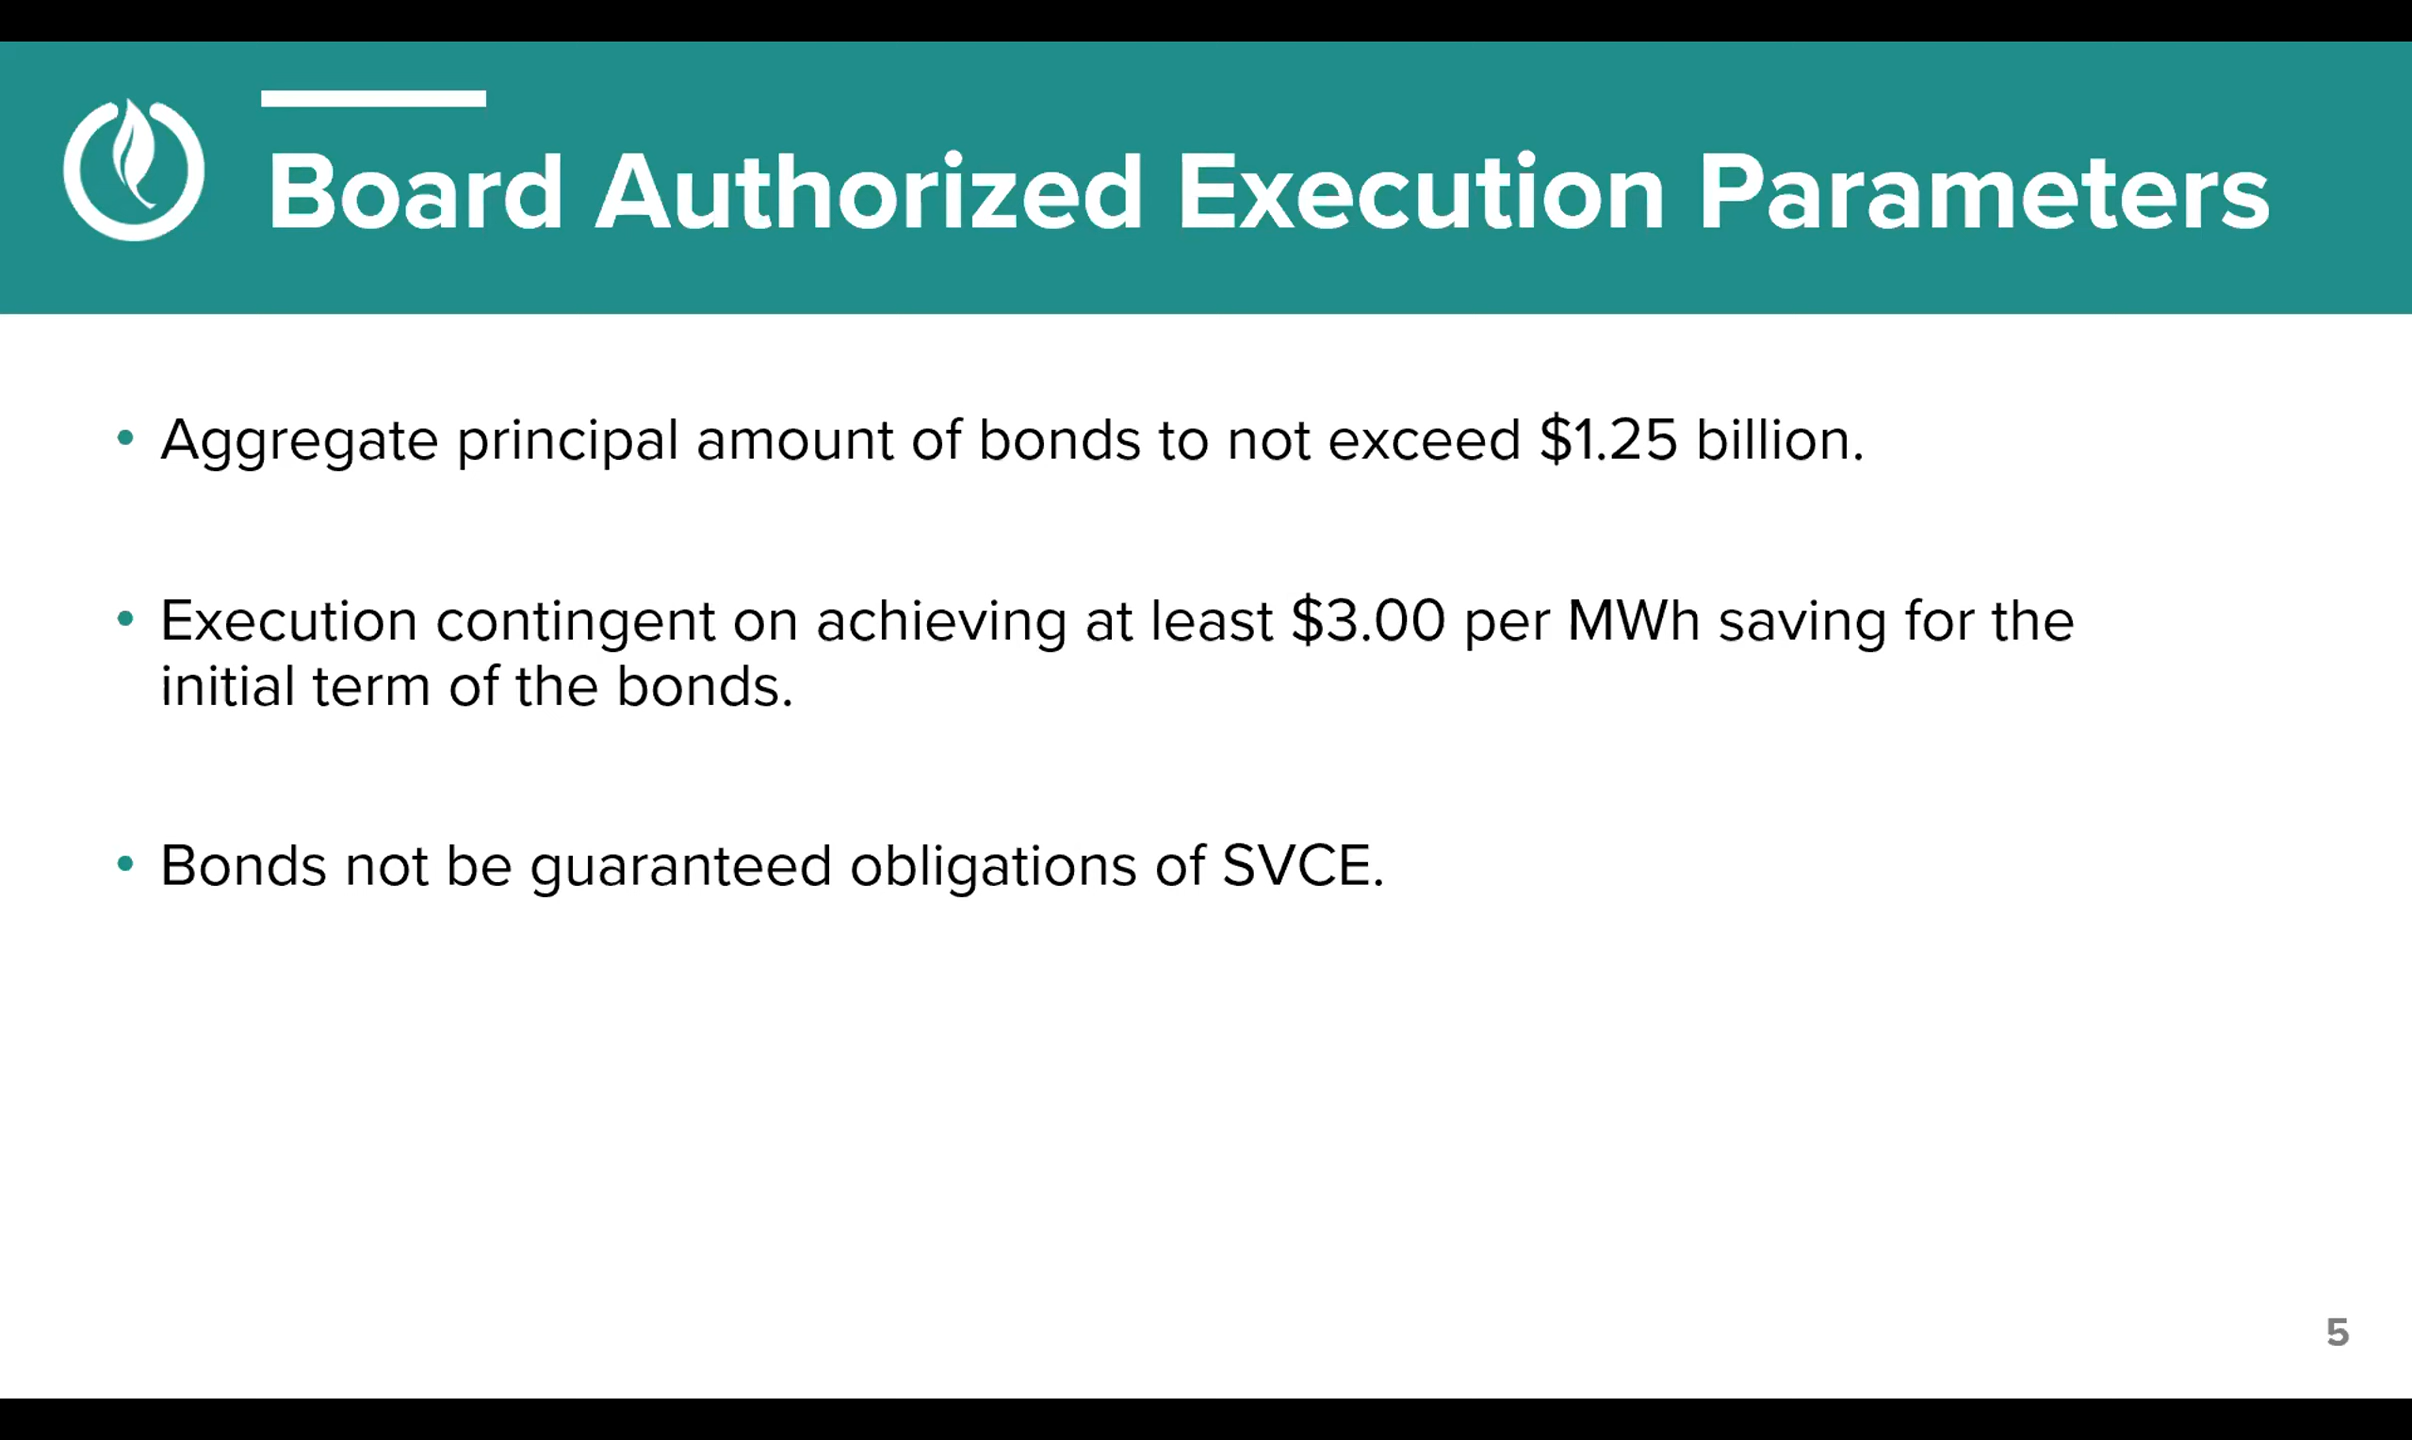 Board Authorized Execution Parameters
• Aggregate principal amount of bonds to not exceed $1.25 billion.
• Execution contingent on achieving at least $3.00 per MWh saving for the
initial term of the bonds.
• Bonds not be guaranteed obligations of SVCE.
5